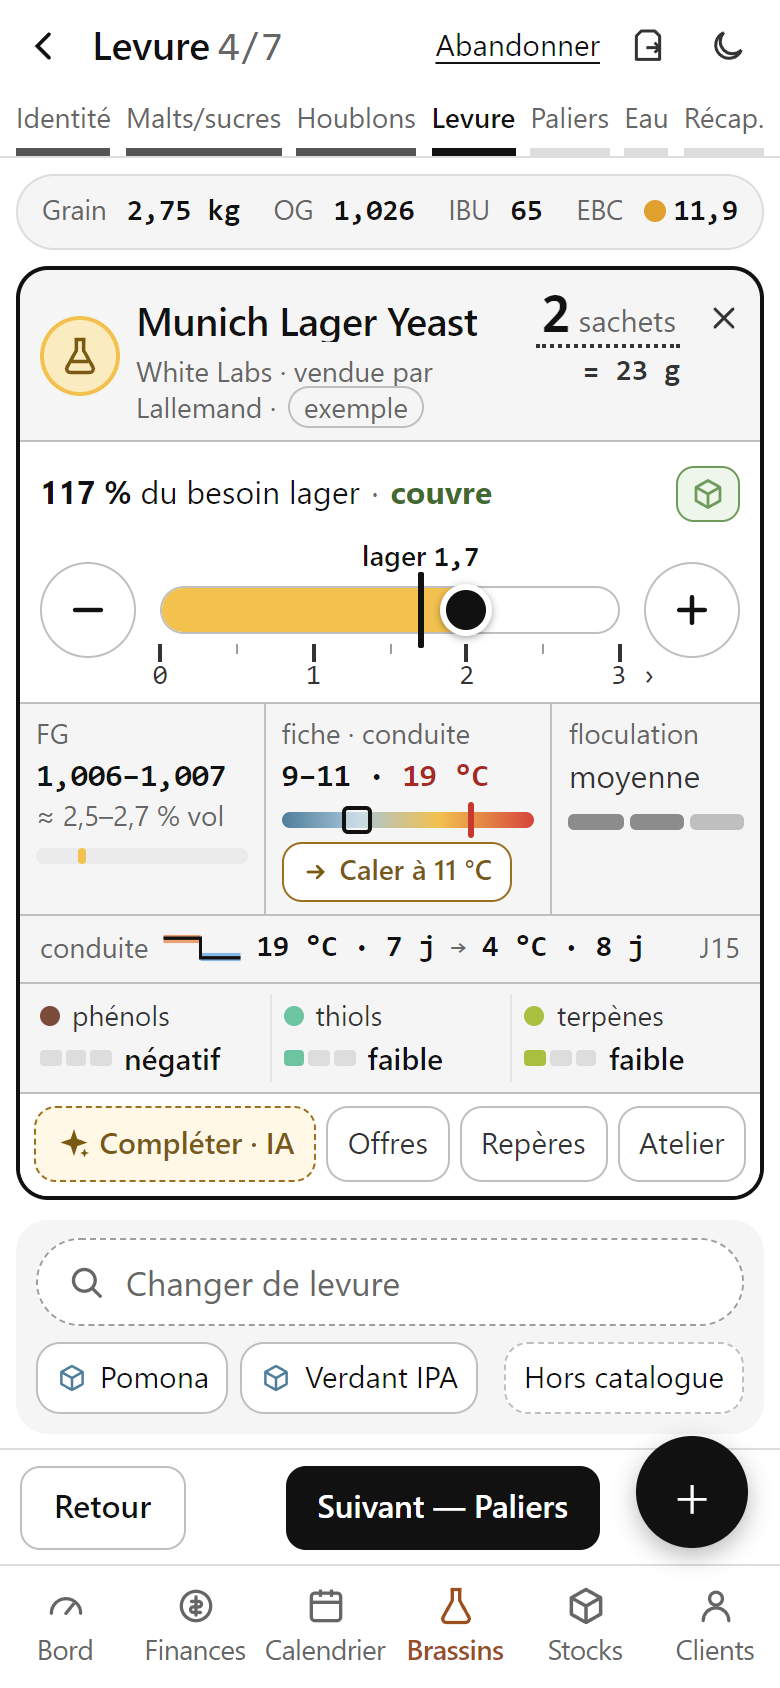 Levure 4/7 Abandonner
Identité Malts/sucres Houblons Levure Paliers Eau Récap.
Grain 2,75 kg OG 1,026 IBU 65 EBC 11,9
Munich Lager Yeast 2 sachets
White Labs · vendue par = 23 g
Lallemand · exemple
117 % du besoin lager · couvre
lager 1,7
0 1 2 3 ›
FG fiche · conduite floculation
1,006–1,007 9–11 · 19 °C moyenne
≈ 2,5–2,7 % vol
→ Caler à 11 °C
conduite 19 °C · 7 j → 4 °C · 8 j J15
phénols thiols terpènes
négatif faible faible
Compléter · IA Offres Repères Atelier
Changer de levure
Pomona Verdant IPA Hors catalogue
Retour Suivant — Paliers +
Bord Finances Calendrier Brassins Stocks Clients